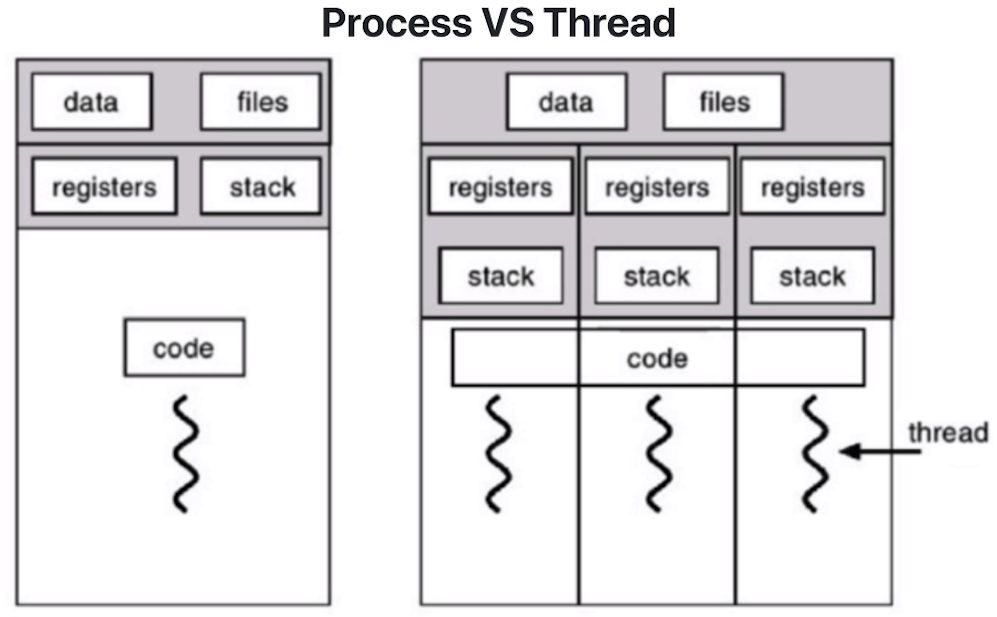 Process VS Thread
data files
registers stack
code
data files
registers registers registers
stack stack stack
code
thread